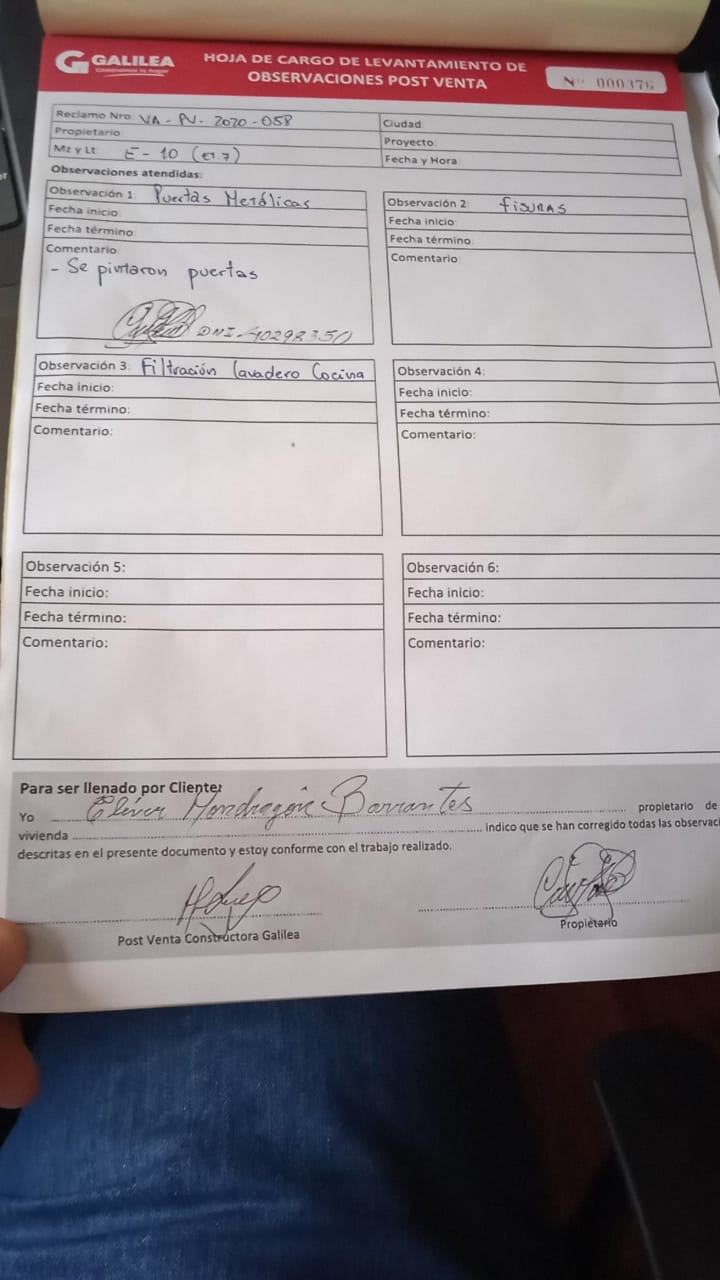 GALILEA
HOJA DE CARGO DE LEVANTAMIENTO DE
OBSERVACIONES POST VENTA
Nº 000376
Reclamo Nro: VA - PV - 2020 - 058
Ciudad
Propietario:
Proyecto:
Mz y Lt: E - 10 (et.7)
Fecha y Hora
Observaciones atendidas:
Observación 1: Puertas Metálicas
Fecha inicio:
Fecha término:
Comentario:
- Se pintaron puertas
DNI - 40298350
Observación 2 fisuras
Fecha inicio:
Fecha término:
Comentario:
Observación 3: Filtración Lavadero Cocina
Fecha inicio:
Fecha término:
Comentario:
Observación 4:
Fecha inicio:
Fecha término:
Comentario:
Observación 5:
Fecha inicio:
Fecha término:
Comentario:
Observación 6:
Fecha inicio:
Fecha término:
Comentario:
Para ser llenado por Cliente:
Yo Mondragón Barrantes propietario de
vivienda indico que se han corregido todas las
descritas en el presente documento y estoy conforme con el trabajo realizado.
Post Venta Constructora Galilea
Propietario